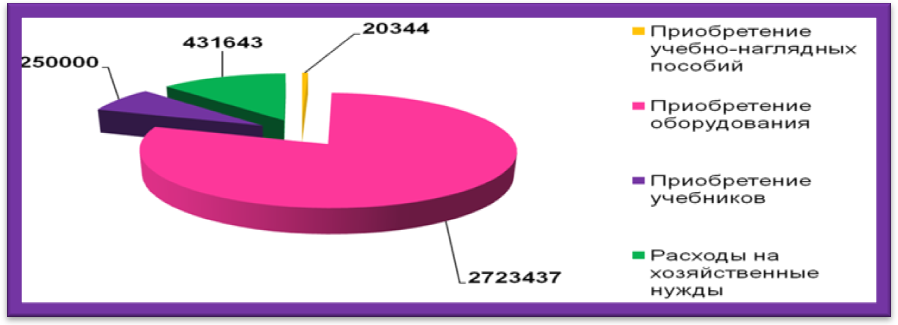 20344
431643
250000
2723437
Приобретение
учебно-наглядных
пособий
Приобретение
оборудования
Приобретение
учебников
Расходы на
хозяйственные
нужды